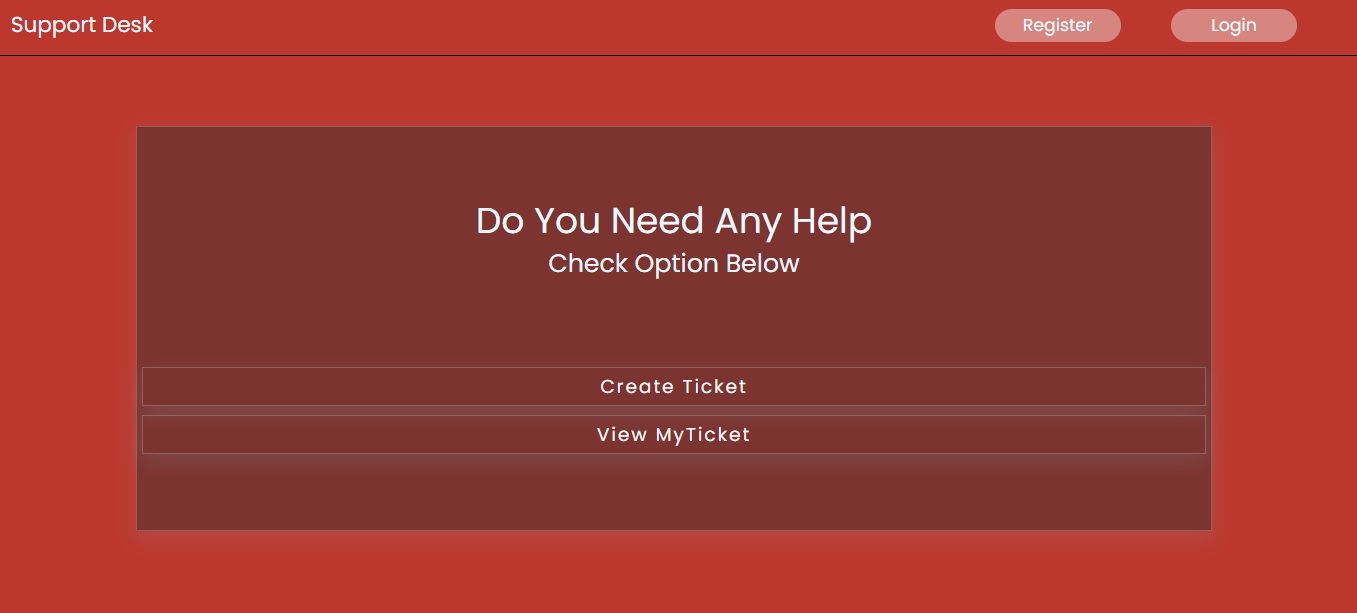 Support Desk
Register
Login
Do You Need Any Help
Check Option Below
Create Ticket
View MyTicket